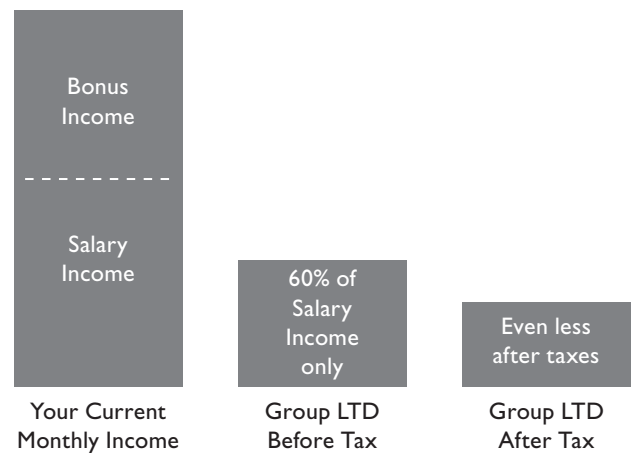 Bonus
Income
Salary
Income
60% of
Salary
Income
only
Even less
after taxes
Your Current
Monthly Income
Group LTD
Before Tax
Group LTD
After Tax